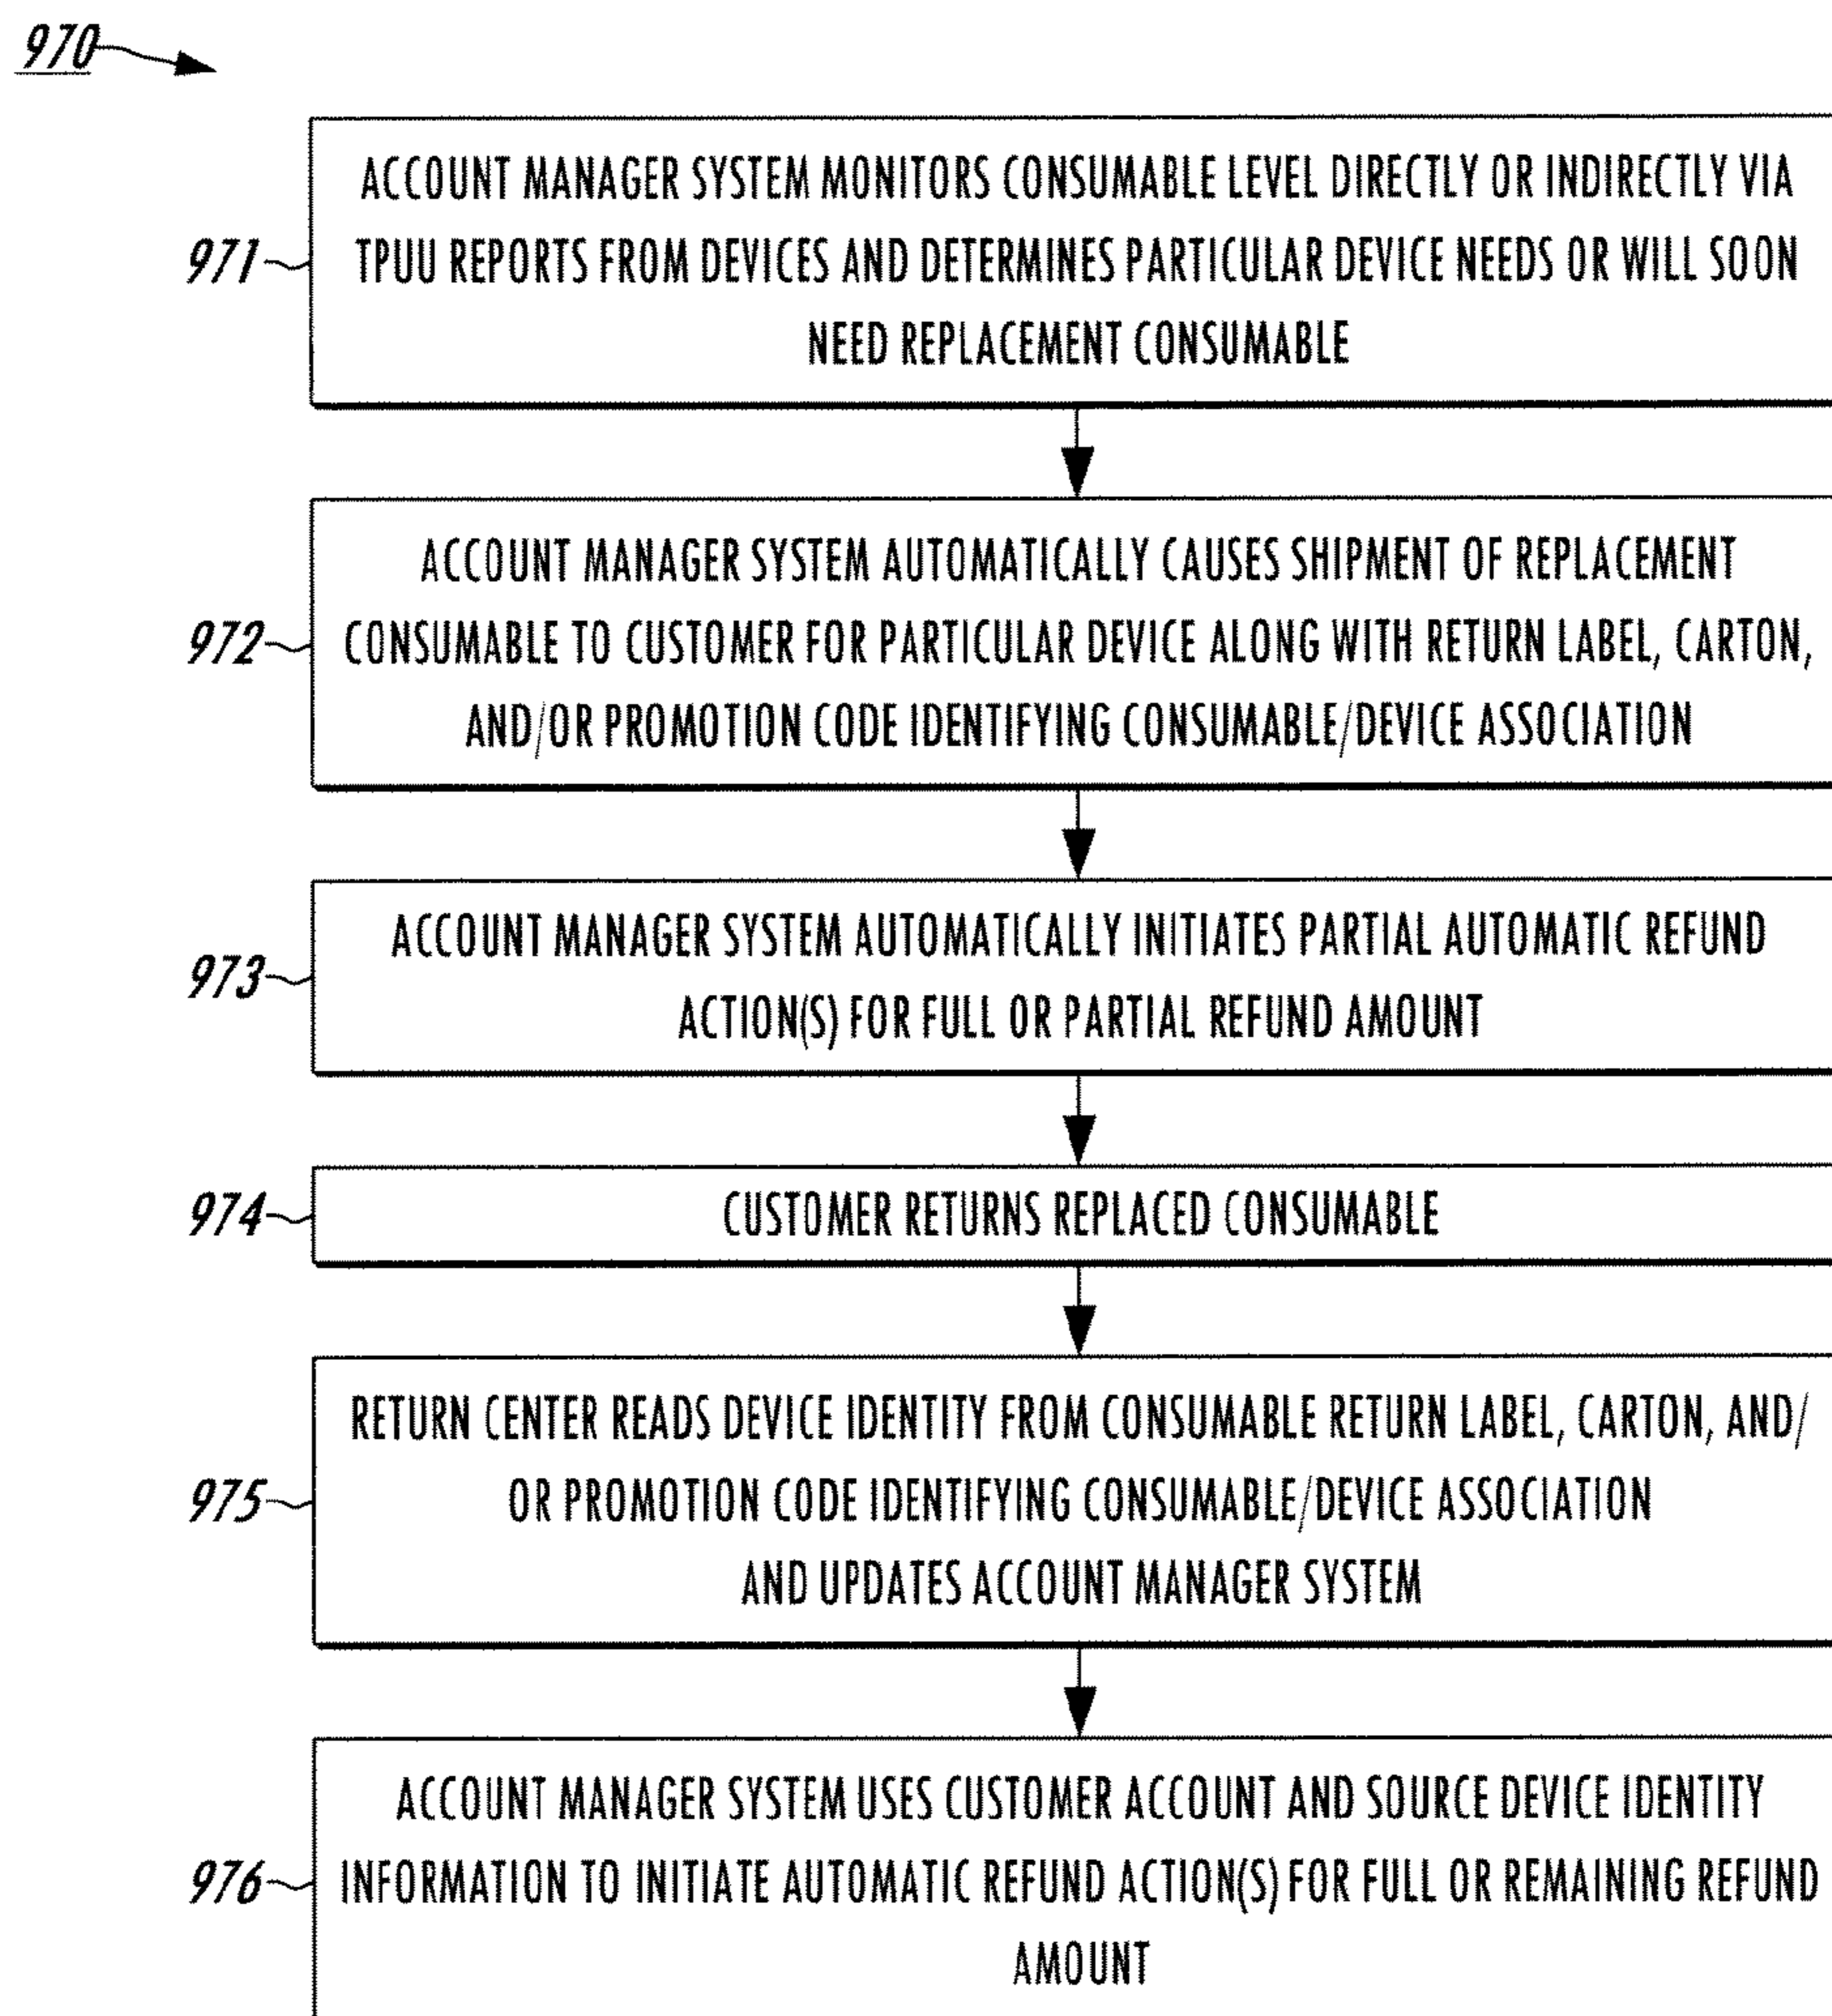 970
ACCOUNT MANAGER SYSTEM MONITORS CONSUMABLE LEVEL DIRECTLY OR INDIRECTLY VIA
971
TPUU REPORTS FROM DEVICES AND DETERMINES PARTICULAR DEVICE NEEDS OR WILL SOON
NEED REPLACEMENT CONSUMABLE
ACCOUNT MANAGER SYSTEM AUTOMATICALLY CAUSES SHIPMENT OF REPLACEMENT
972
CONSUMABLE TO CUSTOMER FOR PARTICULAR DEVICE ALONG WITH RETURN LABEL, CARTON,
AND/OR PROMOTION CODE IDENTIFYING CONSUMABLE/DEVICE ASSOCIATION
973
ACCOUNT MANAGER SYSTEM AUTOMATICALLY INITIATES PARTIAL AUTOMATIC REFUND
ACTION(S) FOR FULL OR PARTIAL REFUND AMOUNT
974
CUSTOMER RETURNS REPLACED CONSUMABLE
RETURN CENTER READS DEVICE IDENTITY FROM CONSUMABLE RETURN LABEL, CARTON, AND/
975
OR PROMOTION CODE IDENTIFYING CONSUMABLE/DEVICE ASSOCIATION
AND UPDATES ACCOUNT MANAGER SYSTEM
ACCOUNT MANAGER SYSTEM USES CUSTOMER ACCOUNT AND SOURCE DEVICE IDENTITY
976
INFORMATION TO INITIATE AUTOMATIC REFUND ACTION(S) FOR FULL OR REMAINING REFUND
AMOUNT